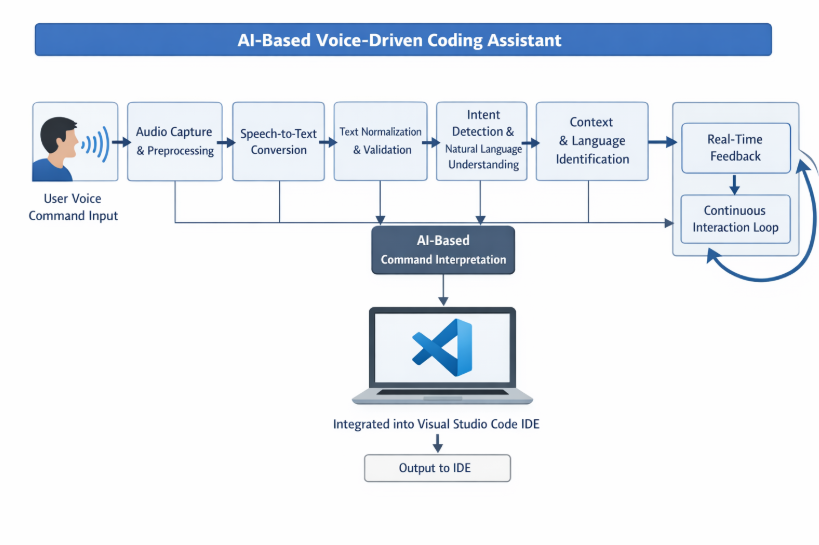 AI-Based Voice-Driven Coding Assistant
User Voice
Command Input
Audio Capture
& Preprocessing
Speech-to-Text
Conversion
Text Normalization
& Validation
Intent
Detection &
Natural Language
Understanding
Context
& Language
Identification
Real-Time
Feedback
Continuous
Interaction Loop
AI-Based
Command Interpretation
Integrated into Visual Studio Code IDE
Output to IDE